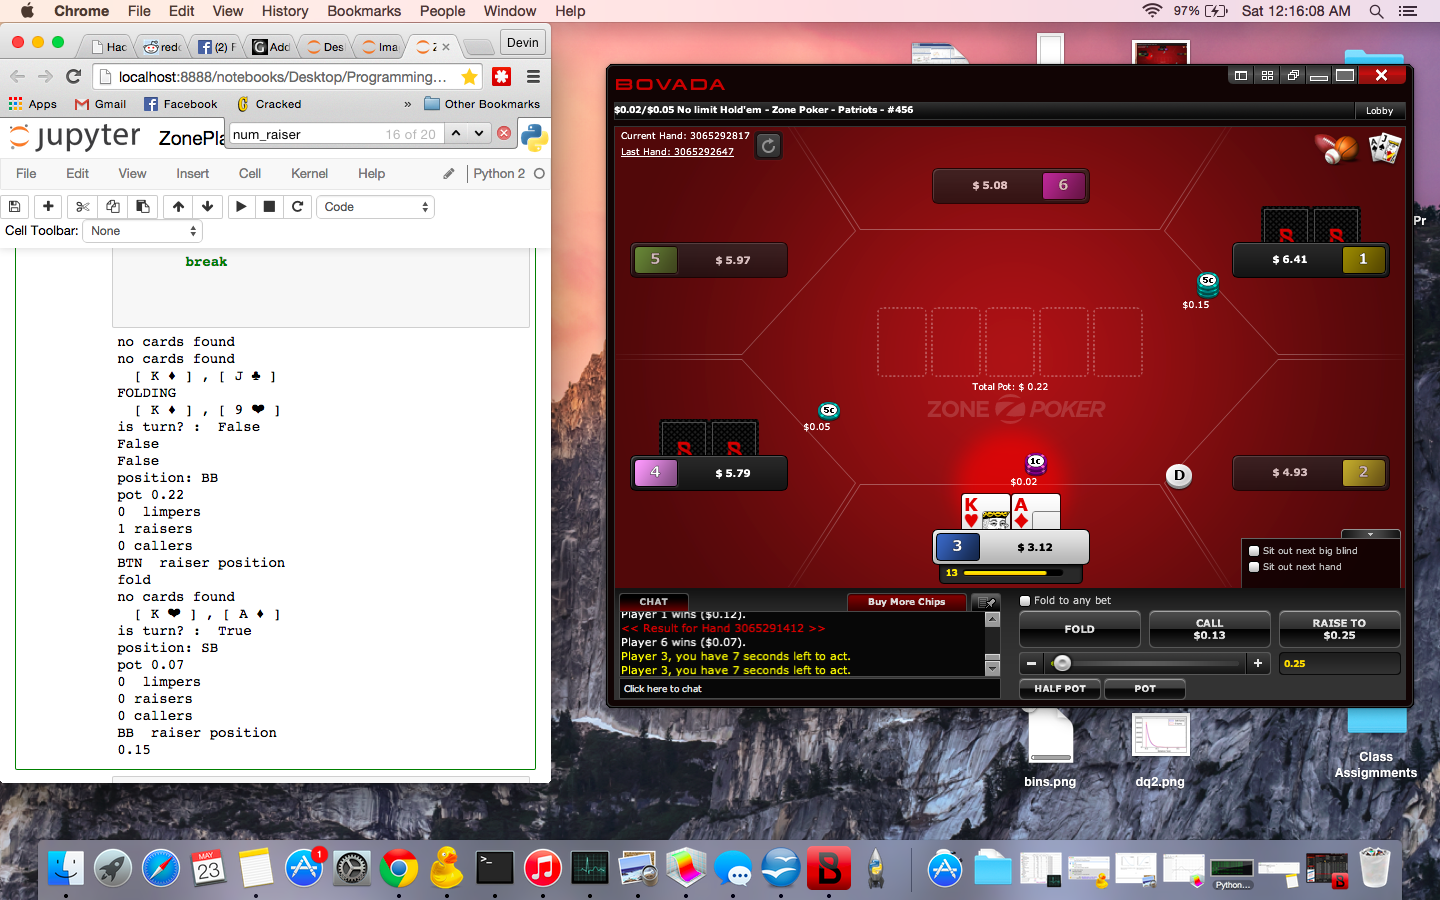 Chrome File Edit View History Bookmarks People Window Help
97% Sat 12:16:08 AM
Hac
redd
(2) F
Add
Des
Ima
Z
Devin
localhost:8888/notebooks/Desktop/Programming...
Apps Gmail Facebook Cracked » Other Bookmarks
jupyter ZonePla
num_raiser 16 of 20
File Edit View Insert Cell Kernel Help Python 2
Code
Cell Toolbar: None
break
no cards found
no cards found
[ K ♦ ] , [ J ♣ ]
FOLDING
[ K ♦ ] , [ 9 ❤ ]
is turn? : False
False
False
position: BB
pot 0.22
0 limpers
1 raisers
0 callers
BTN raiser position
fold
no cards found
[ K ❤ ] , [ A ♦ ]
is turn? : True
position: SB
pot 0.07
0 limpers
0 raisers
0 callers
BB raiser position
0.15
BOVADA
$0.02/$0.05 No limit Hold'em - Zone Poker - Patriots - #456
Lobby
Current Hand: 3065292817
Last Hand: 3065292647
$ 5.08 6
5 $ 5.97
$ 6.41 1
5c
$0.15
Total Pot: $ 0.22
ZONE POKER
5c
$0.05
4 $ 5.79
1c
$0.02
D
$ 4.93 2
K A
3 $ 3.12
13
Sit out next big blind
Sit out next hand
CHAT
Buy More Chips
Player 1 wins ($0.12).
<< Result for Hand 3065291412 >>
Player 6 wins ($0.07).
Player 3, you have 7 seconds left to act.
Player 3, you have 7 seconds left to act.
Click here to chat
Fold to any bet
FOLD
CALL
$0.13
RAISE TO
$0.25
0.25
HALF POT
POT
Pr
bins.png
dq2.png
Class
Assigmments
MAY
23
1
Python...